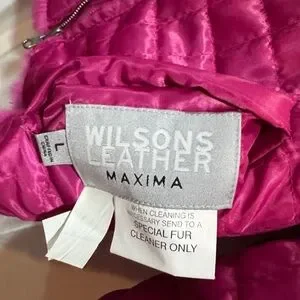 WILSONS
LEATHER
MAXIMA
L
WHEN CLEANING IS
NECESSARY SEND TO A
SPECIAL FUR
CLEANER ONLY